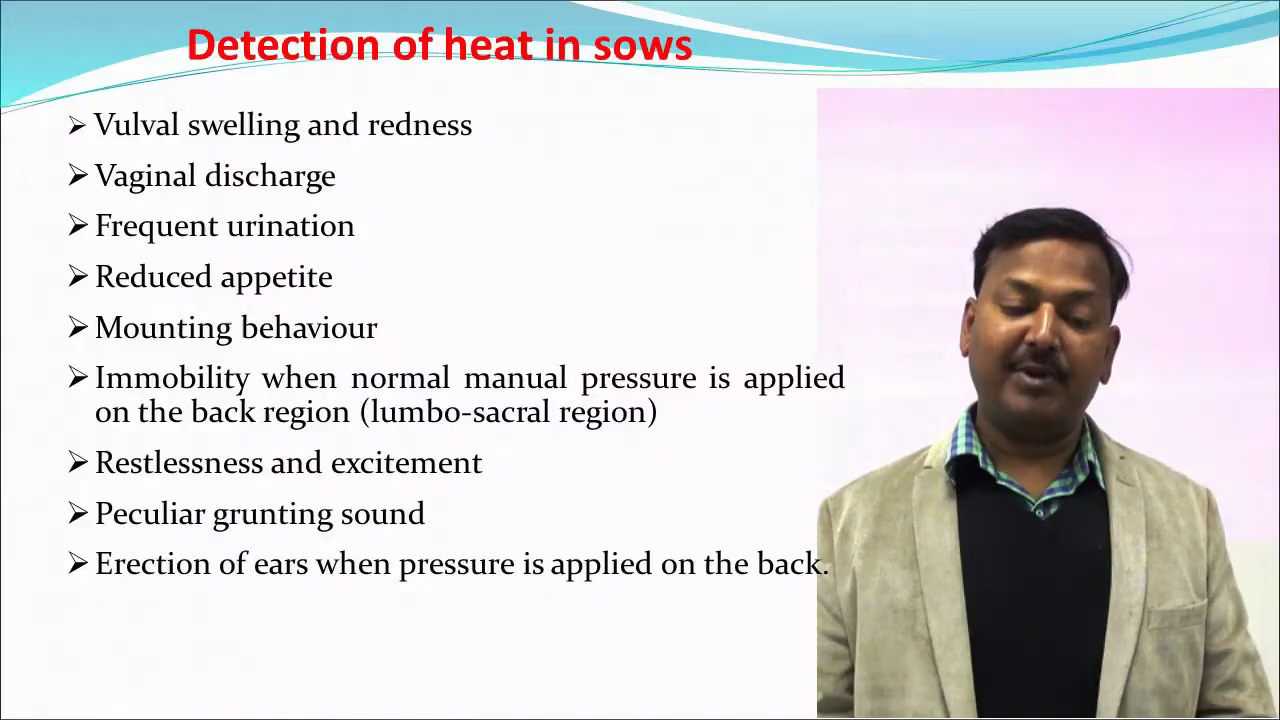 Detection of heat in sows
➢ Vulval swelling and redness
➢ Vaginal discharge
➢ Frequent urination
➢ Reduced appetite
➢ Mounting behaviour
➢ Immobility when normal manual pressure is applied
on the back region (lumbo-sacral region)
➢ Restlessness and excitement
➢ Peculiar grunting sound
➢ Erection of ears when pressure is applied on the back.